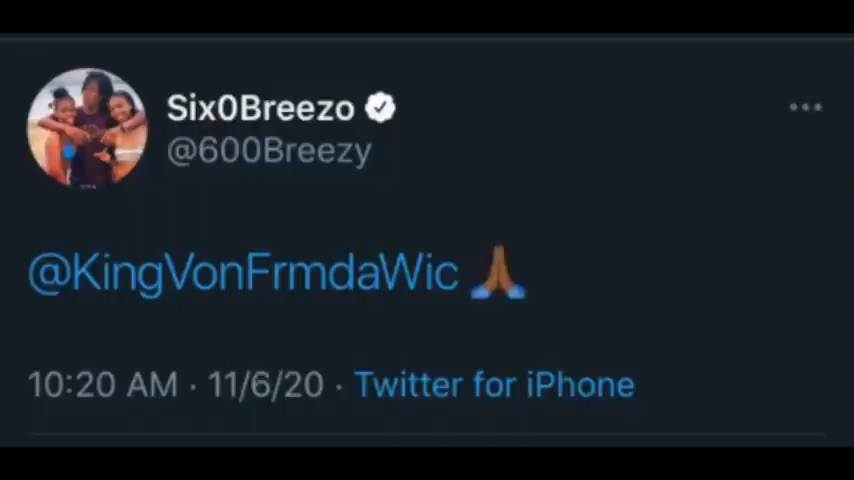 Six0Breezo
@600Breezy
@KingVonFrmdaWic 🙏🏾
10:20 AM · 11/6/20 · Twitter for iPhone